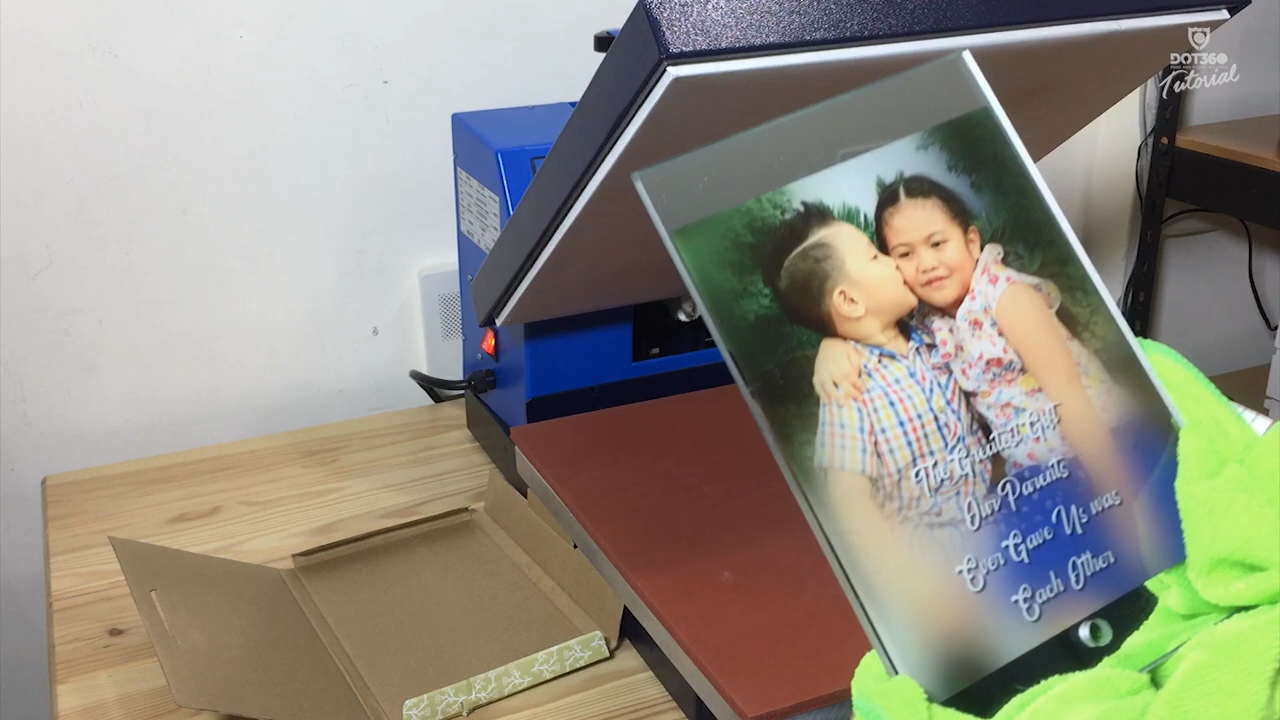 DOT360
Tutorial
The Greatest Gift
Our Parents
Ever Gave Us was
Each Other